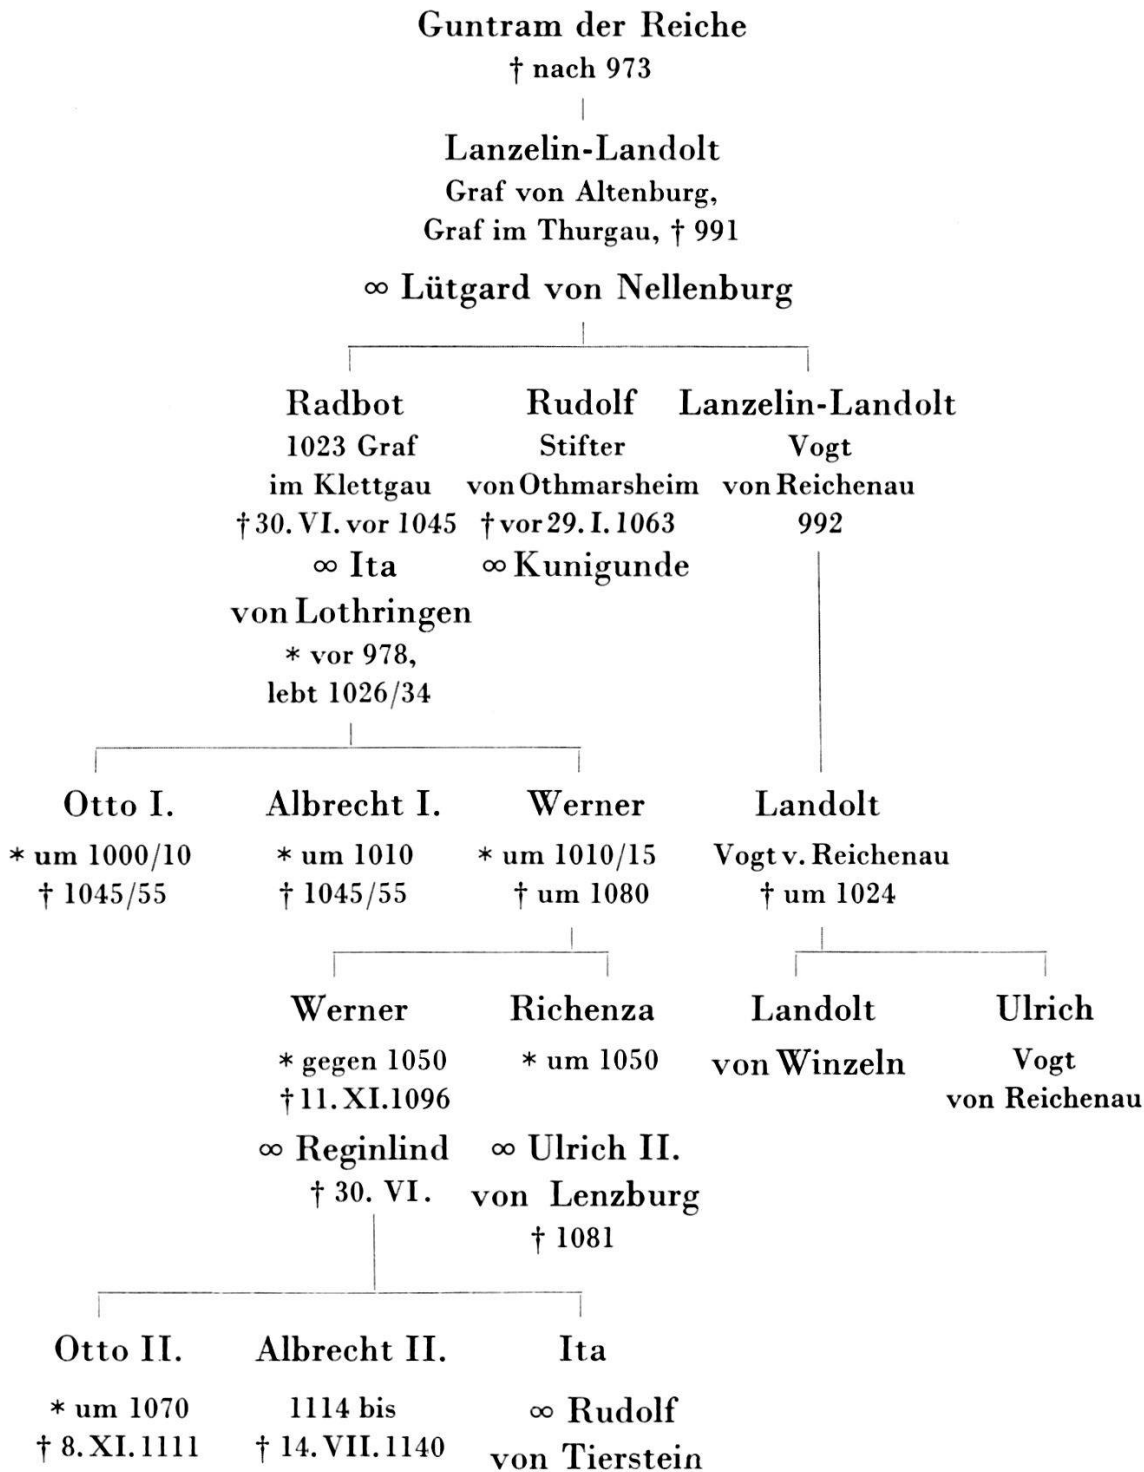 Guntram der Reiche
† nach 973
Lanzelin-Landolt
Graf von Altenburg,
Graf im Thurgau, † 991
∞ Lütgard von Nellenburg
Radbot
1023 Graf
im Klettgau
† 30. VI. vor 1045
∞ Ita
von Lothringen
* vor 978,
lebt 1026/34
Rudolf
Stifter
von Othmarsheim
† vor 29. I. 1063
∞ Kunigunde
Lanzelin-Landolt
Vogt
von Reichenau
992
Otto I.
* um 1000/10
† 1045/55
Albrecht I.
* um 1010
† 1045/55
Werner
* um 1010/15
† um 1080
Landolt
Vogt v. Reichenau
† um 1024
Werner
* gegen 1050
† 11. XI. 1096
∞ Reginlind
† 30. VI.
Richenza
* um 1050
∞ Ulrich II.
von Lenzburg
† 1081
Landolt
von Winzeln
Ulrich
Vogt
von Reichenau
Otto II.
* um 1070
† 8. XI. 1111
Albrecht II.
1114 bis
† 14. VII. 1140
Ita
∞ Rudolf
von Tierstein